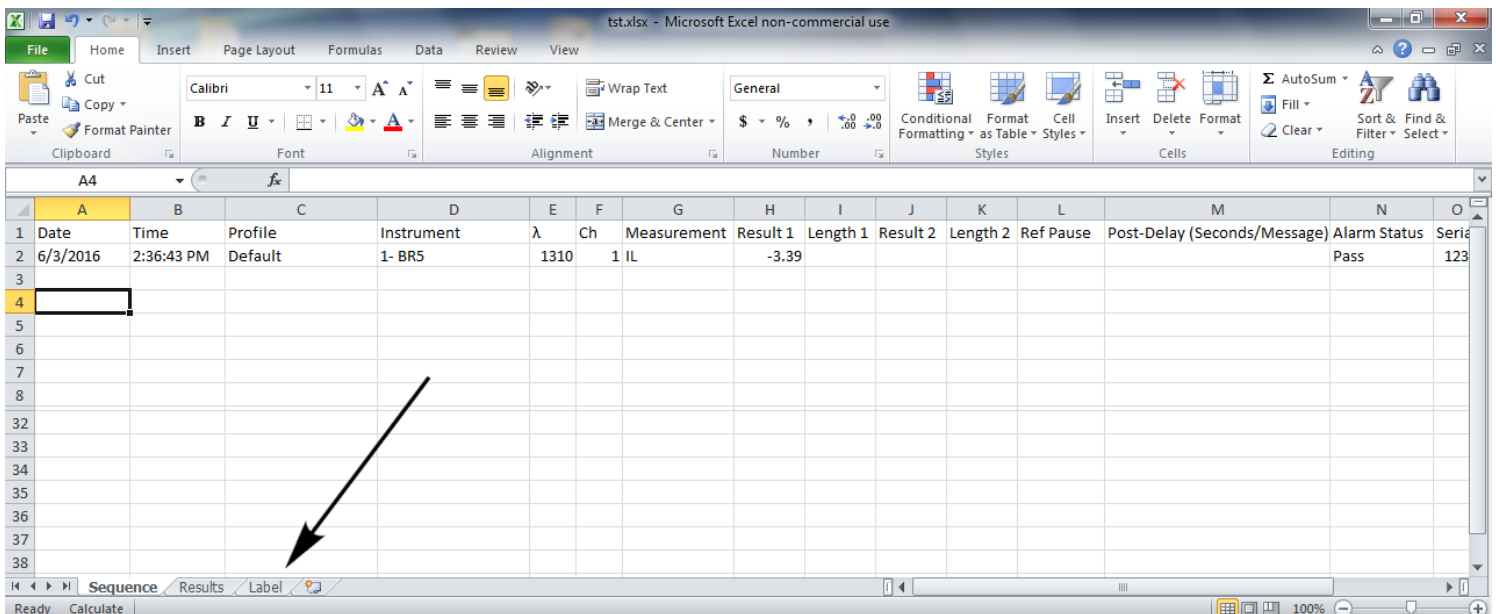 tst.xlsx - Microsoft Excel non-commercial use
File Home Insert Page Layout Formulas Data Review View
Paste
Cut
Copy
Format Painter
Clipboard
Calibri 11 A A
B I U A
Font
Wrap Text
Merge & Center
Alignment
General
$ % , .0 .00 .00 .0
Number
Conditional Formatting
Format as Table
Cell Styles
Styles
Insert Delete Format
Cells
Σ AutoSum
Fill
Clear
Sort & Filter
Find & Select
Editing
A4 fx
A B C D E F G H I J K L M N O
1 Date Time Profile Instrument λ Ch Measurement Result 1 Length 1 Result 2 Length 2 Ref Pause Post-Delay (Seconds/Message) Alarm Status Seria
2 6/3/2016 2:36:43 PM Default 1- BR5 1310 1 IL -3.39 Pass 123
3
4
5
6
7
8
32
33
34
35
36
37
38
Sequence Results Label
Ready Calculate 100%